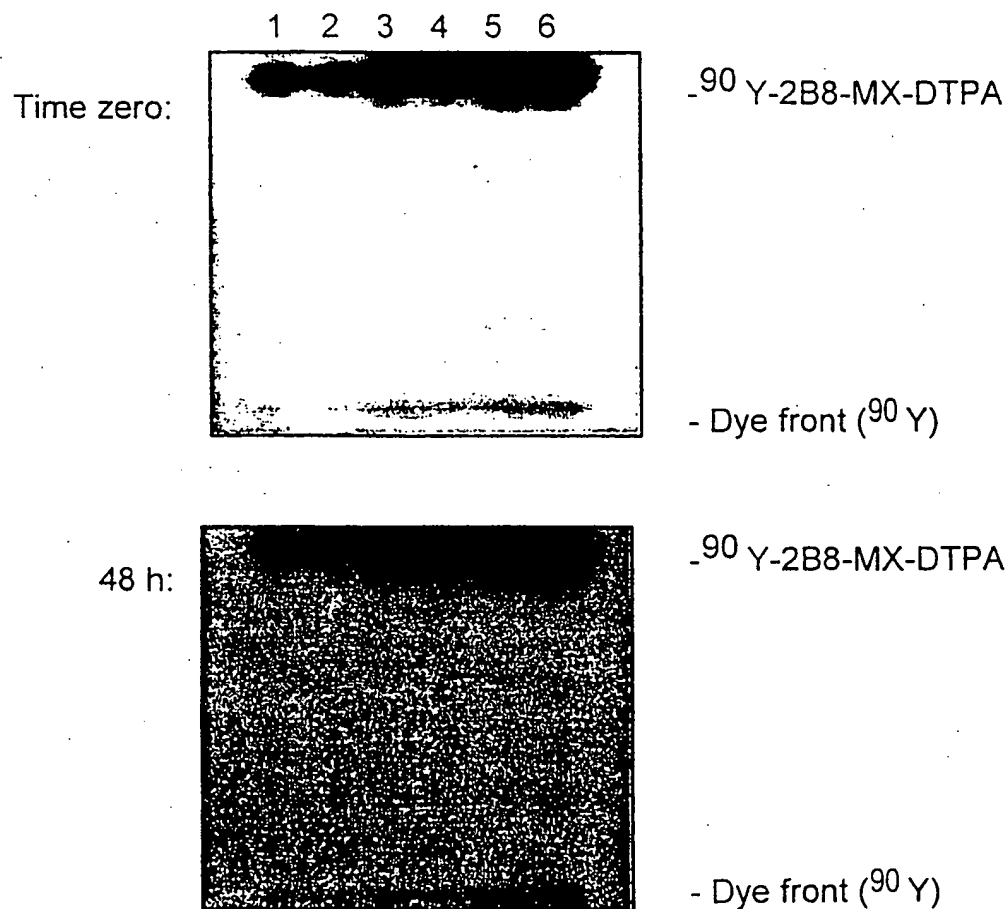 1 2 3 4 5 6
Time zero:
-90 Y-2B8-MX-DTPA
- Dye front (90 Y)
48 h:
-90 Y-2B8-MX-DTPA
- Dye front (90 Y)